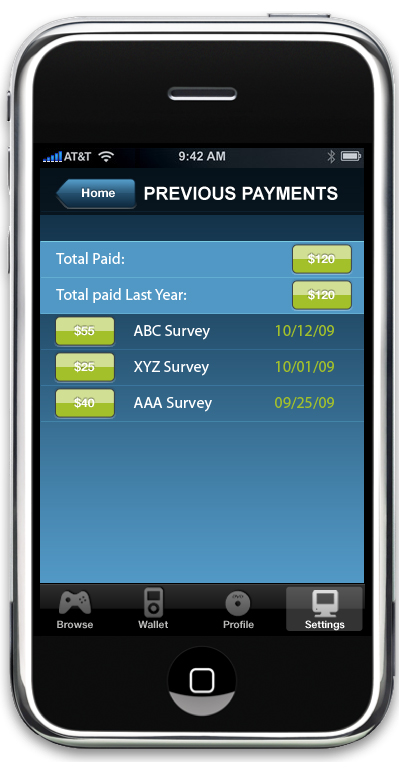 AT&T 9:42 AM
Home PREVIOUS PAYMENTS
Total Paid: $120
Total paid Last Year: $120
$55 ABC Survey 10/12/09
$25 XYZ Survey 10/01/09
$40 AAA Survey 09/25/09
DVD
Browse Wallet Profile Settings